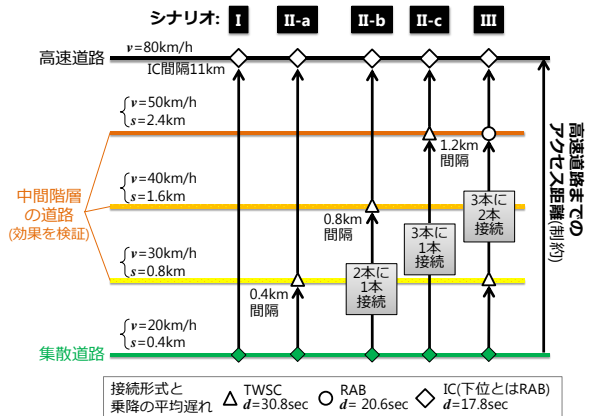 シナリオ: I II-a II-b II-c III
v=80km/h
高速道路
IC間隔11km
v=50km/h
s=2.4km
1.2km
間隔
v=40km/h
s=1.6km
中間階層
の道路
(効果を検証)
0.8km
間隔
3本に
2本
接続
3本に
1本
接続
v=30km/h
s=0.8km
0.4km
間隔
2本に
1本
接続
v=20km/h
s=0.4km
集散道路
高速道路までの
アクセス距離(制約)
接続形式と
乗降の平均遅れ
TWSC
d=30.8sec
RAB
d= 20.6sec
IC(下位とはRAB)
d=17.8sec